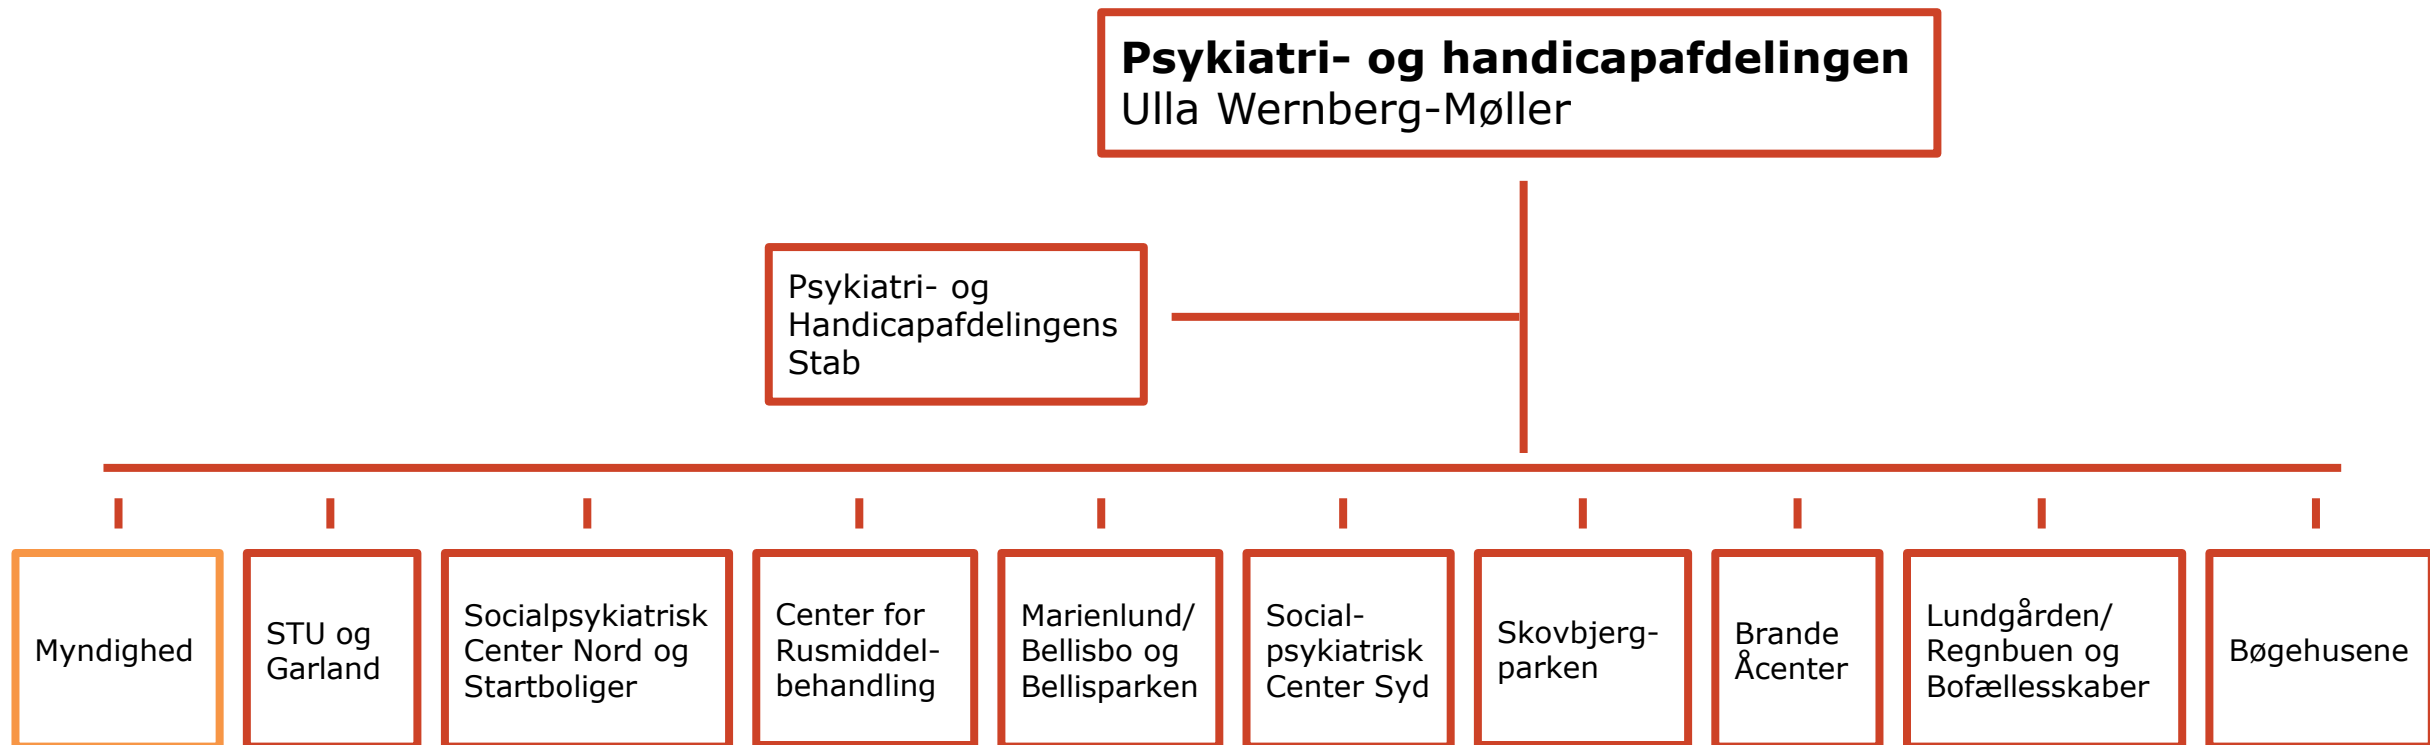 Psykiatri- og handicapafdelingen
Ulla Wernberg-Møller
Psykiatri- og
Handicapafdelingens
Stab
Myndighed
STU og
Garland
Socialpsykiatrisk
Center Nord og
Startboliger
Center for
Rusmiddel-
behandling
Marienlund/
Bellisbo og
Bellisparken
Social-
psykiatrisk
Center Syd
Skovbjerg-
parken
Brande
Åcenter
Lundgården/
Regnbuen og
Bofællesskaber
Bøgehusene